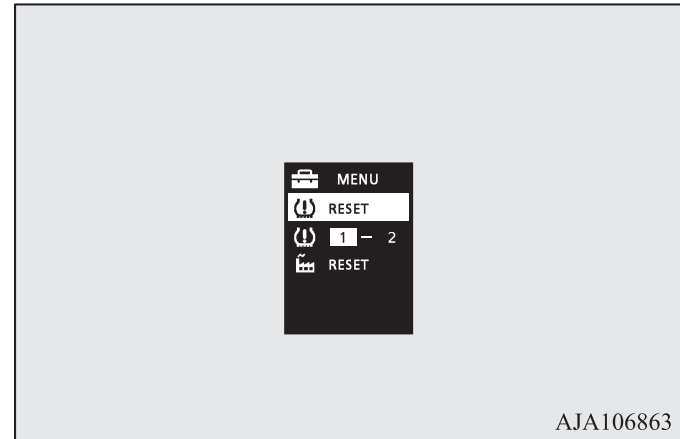 MENU
RESET
1 – 2
RESET
AJA106863